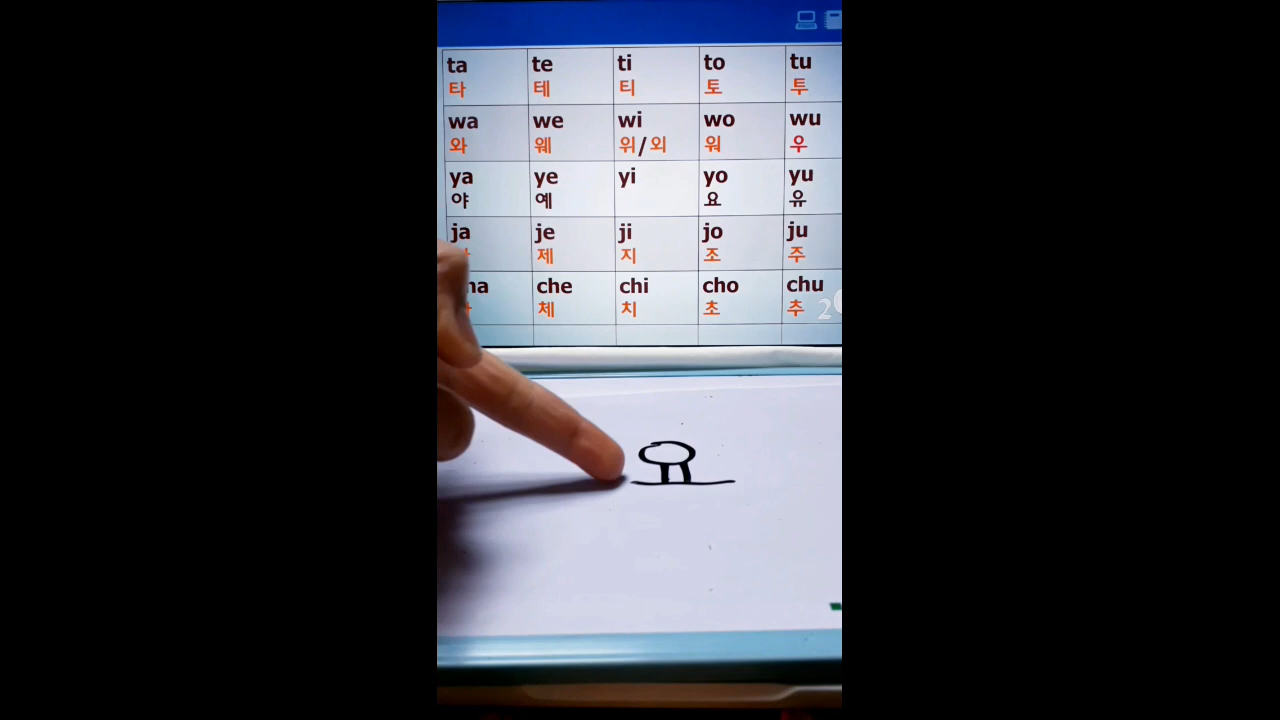 ta te ti to tu
타 테 티 토 투
wa we wi wo wu
와 웨 위/외 워 우
ya ye yi yo yu
야 예 요 유
ja je ji jo ju
제 지 조 주
che chi cho chu
체 치 초 추
요